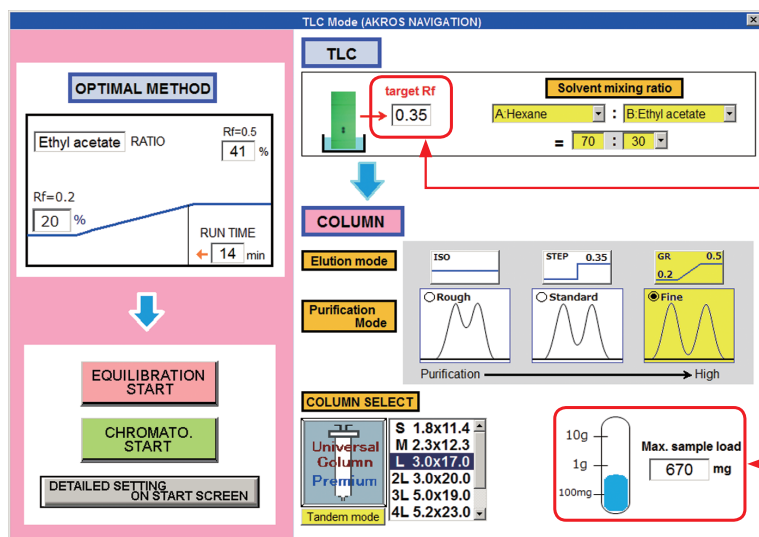 TLC Mode (AKROS NAVIGATION)
OPTIMAL METHOD
Ethyl acetate RATIO
Rf=0.5
41 %
Rf=0.2
20 %
RUN TIME
14 min
EQUILIBRATION
START
CHROMATO.
START
DETAILED SETTING
ON START SCREEN
TLC
target Rf
0.35
Solvent mixing ratio
A:Hexane : B:Ethyl acetate
= 70 : 30
COLUMN
Elution mode
ISO
STEP 0.35
GR 0.5
0.2
Purification
Mode
Rough
Standard
Fine
Purification High
COLUMN SELECT
Universal
Column
Premium
Tandem mode
S 1.8x11.4
M 2.3x12.3
L 3.0x17.0
2L 3.0x20.0
3L 5.0x19.0
4L 5.2x23.0
10g
1g
100mg
Max. sample load
670 mg